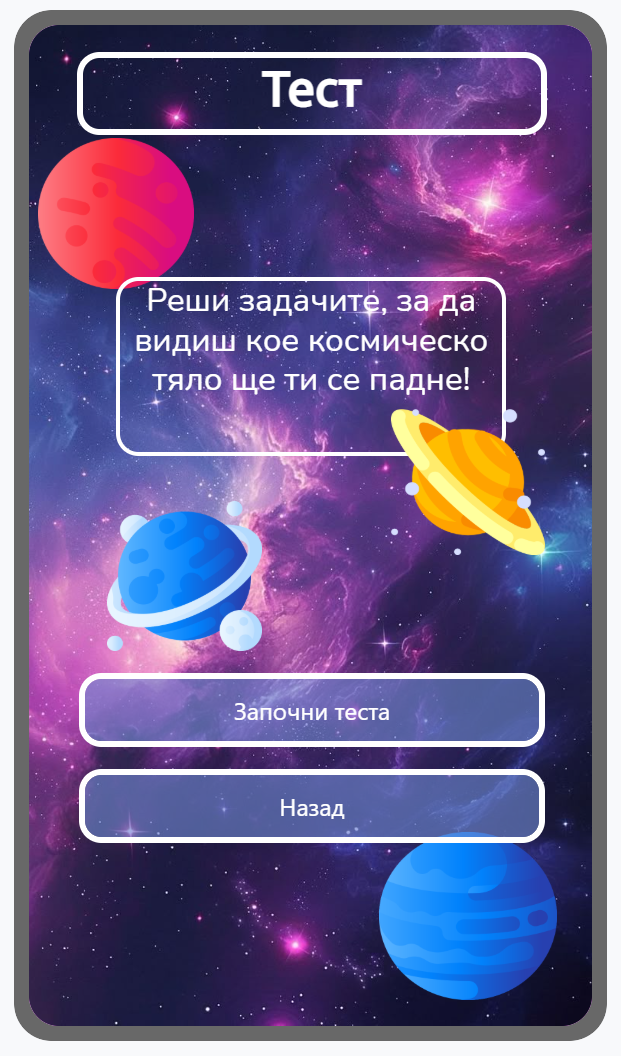 Тест
Реши задачите, за да
видиш кое космическо
тяло ще ти се падне!
Започни теста
Назад